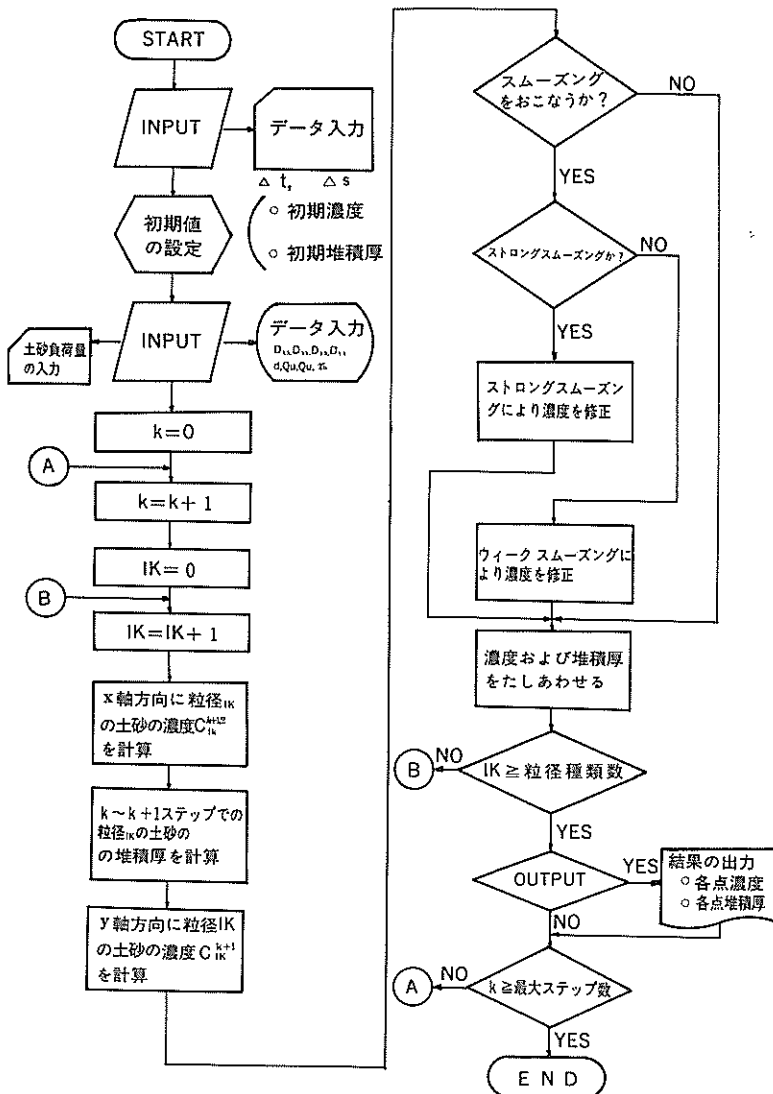 START
INPUT
データ入力
△ t, △ s
初期値
の設定
○ 初期濃度
○ 初期堆積厚
土砂負荷量
の入力
INPUT
データ入力
k=0
A
k=k+1
IK=0
B
IK=IK+1
x軸方向に粒径IK
の土砂の濃度
を計算
k~k+1ステップでの
粒径IKの土砂の
の堆積厚を計算
y軸方向に粒径IK
の土砂の濃度 C IK k+1
を計算
スムーズング
をおこなうか?
NO
YES
ストロングスムーズングか?
NO
YES
ストロングスムーズン
グにより濃度を修正
ウィーク スムーズングに
より濃度を修正
濃度および堆積厚
をたしあわせる
B
NO
IK≧粒径種類数
YES
OUTPUT
YES
結果の出力
○ 各点濃度
○ 各点堆積厚
NO
A
NO
k≧最大ステップ数
YES
END